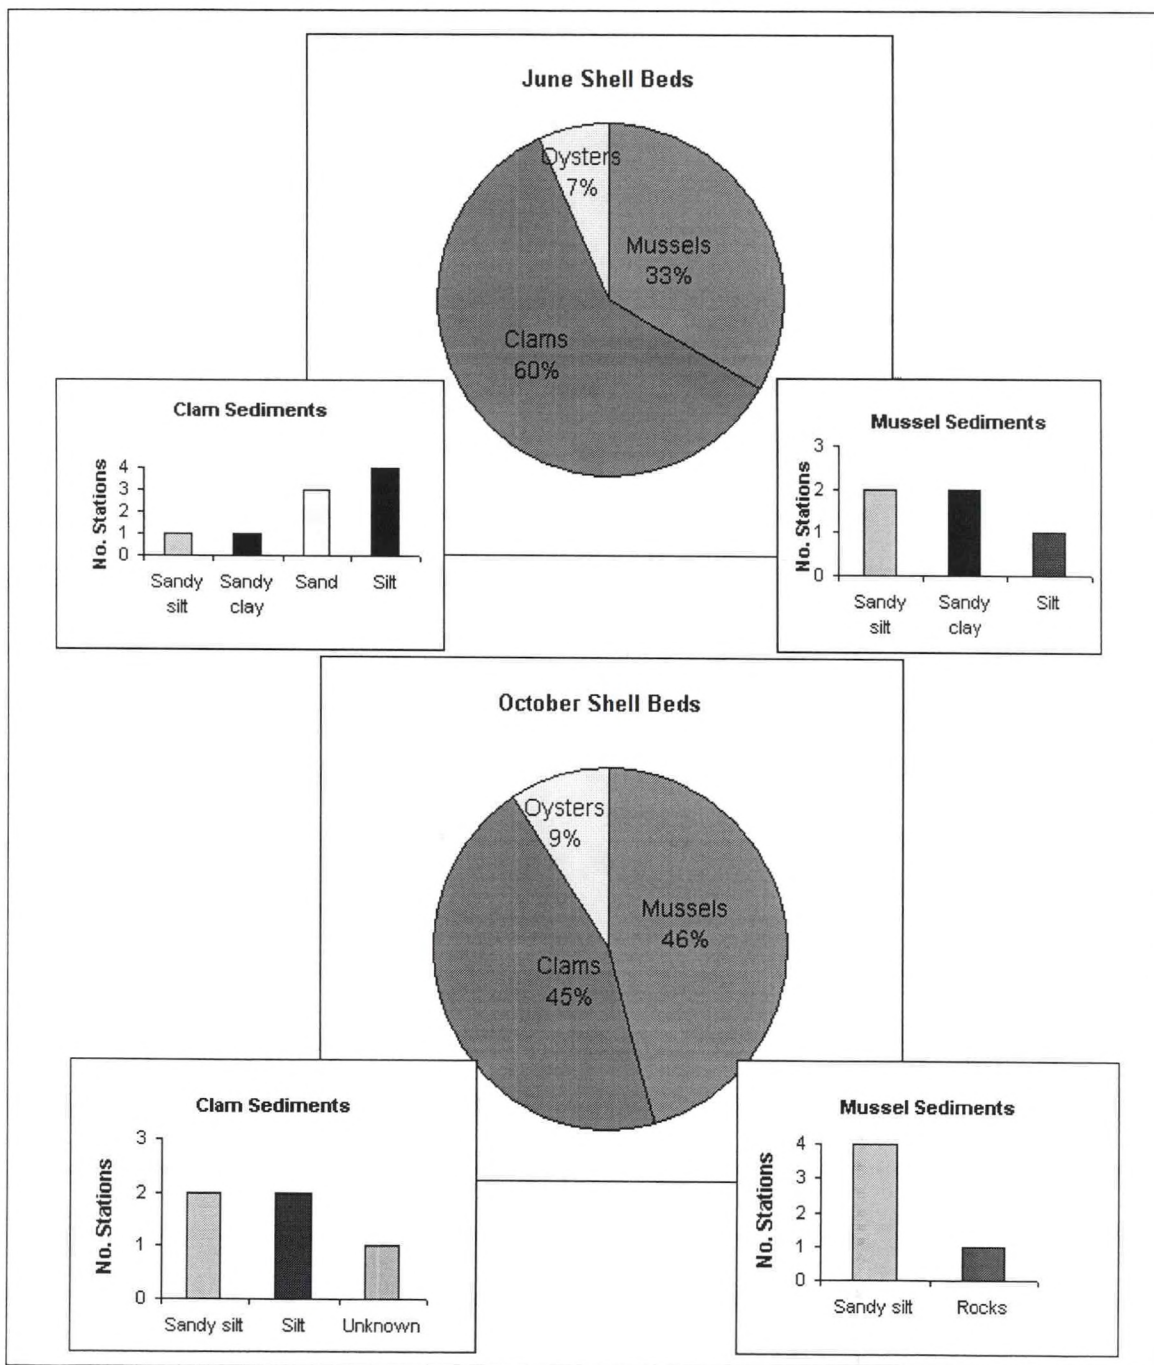 June Shell Beds
Oysters
7%
Mussels
33%
Clams
60%
Clam Sediments
No. Stations
4
3
2
1
0
Sandy silt
Sandy clay
Sand
Silt
Mussel Sediments
No. Stations
3
2
1
0
Sandy silt
Sandy clay
Silt
October Shell Beds
Oysters
9%
Mussels
46%
Clams
45%
Clam Sediments
No. Stations
3
2
1
0
Sandy silt
Silt
Unknown
Mussel Sediments
No. Stations
4
3
2
1
0
Sandy silt
Rocks